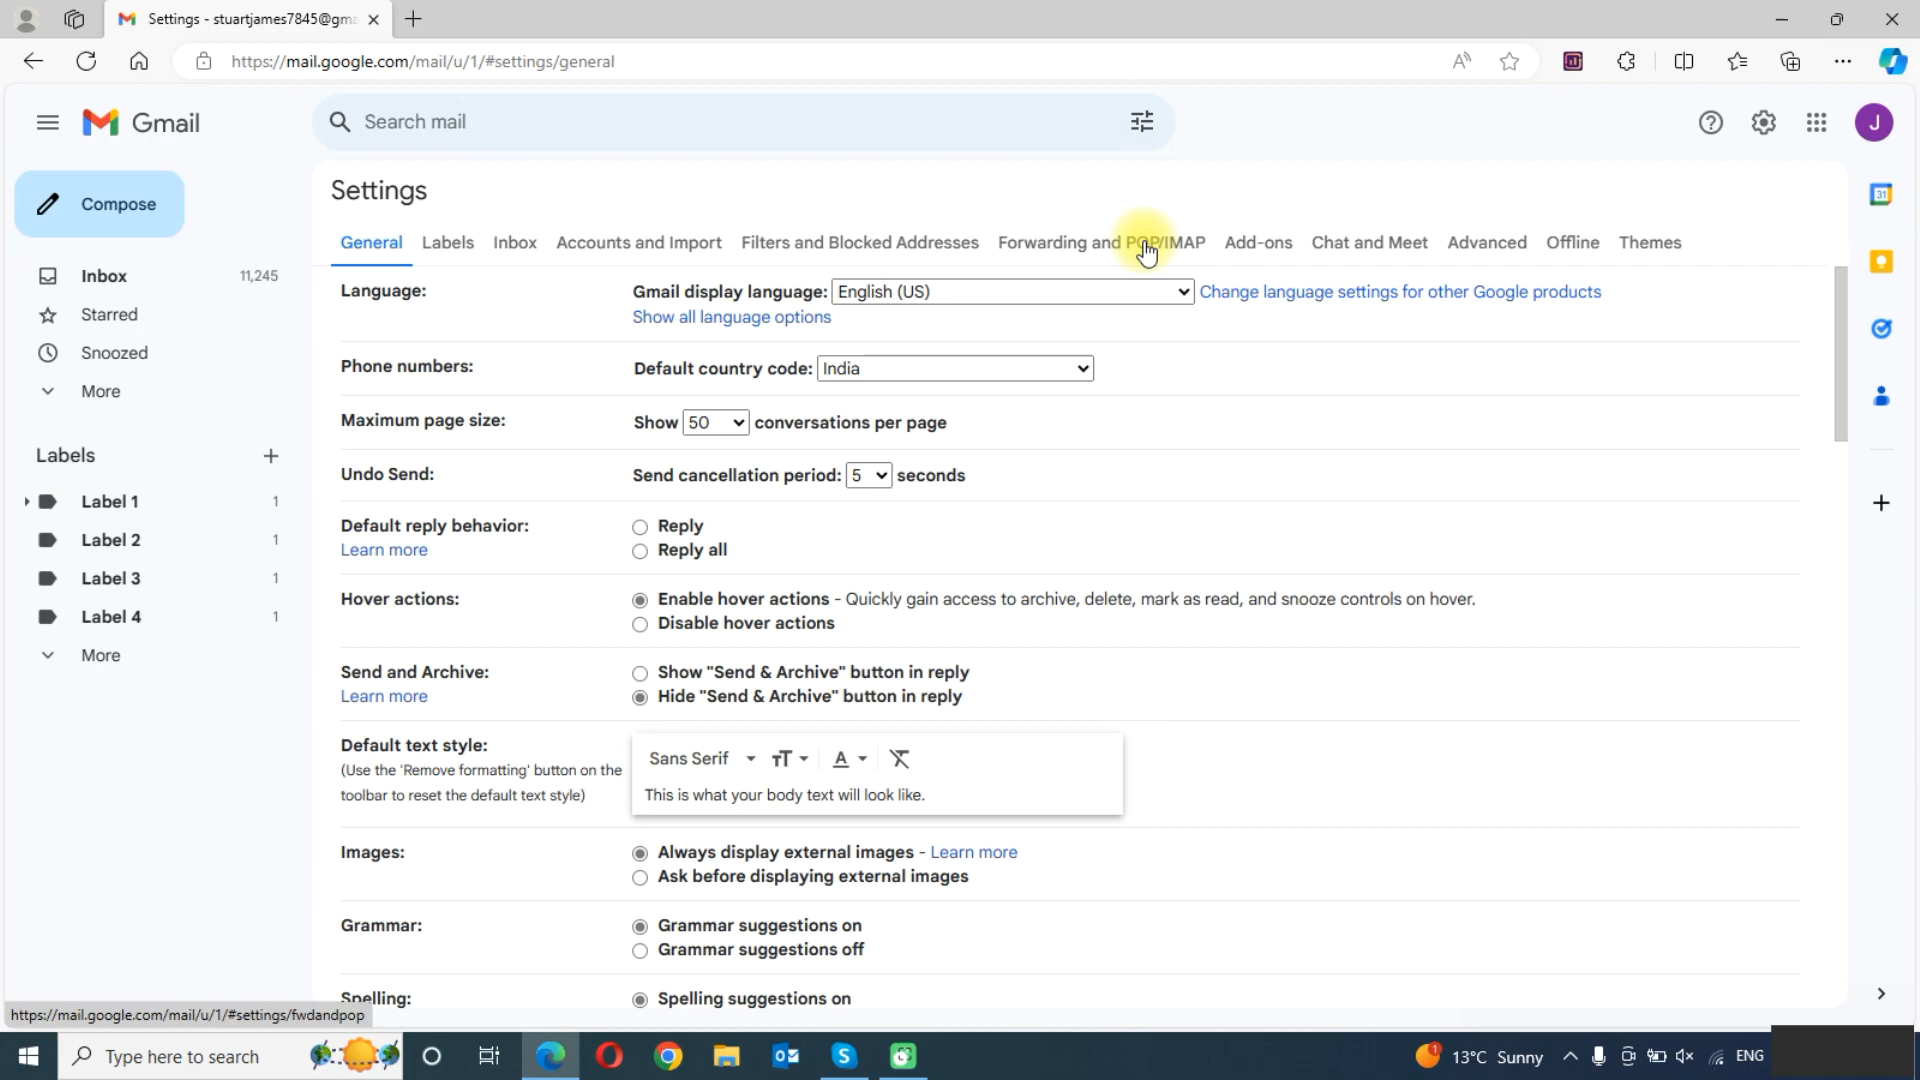 Settings - stuartjames7845@gma
https://mail.google.com/mail/u/1/#settings/general
Gmail
Search mail
J
Compose
Inbox 11,245
Starred
Snoozed
More
Labels
Label 1 1
Label 2 1
Label 3 1
Label 4 1
More
Settings
General Labels Inbox Accounts and Import Filters and Blocked Addresses Forwarding and POP/IMAP Add-ons Chat and Meet Advanced Offline Themes
Language: Gmail display language: English (US) Change language settings for other Google products
Show all language options
Phone numbers: Default country code: India
Maximum page size: Show 50 conversations per page
Undo Send: Send cancellation period: 5 seconds
Default reply behavior: Reply
Learn more Reply all
Hover actions: Enable hover actions - Quickly gain access to archive, delete, mark as read, and snooze controls on hover.
Disable hover actions
Send and Archive: Show "Send & Archive" button in reply
Learn more Hide "Send & Archive" button in reply
Default text style: Sans Serif
(Use the 'Remove formatting' button on the
toolbar to reset the default text style) This is what your body text will look like.
Images: Always display external images - Learn more
Ask before displaying external images
Grammar: Grammar suggestions on
Grammar suggestions off
Spelling: Spelling suggestions on
31
https://mail.google.com/mail/u/1/#settings/fwdandpop
Type here to search
1
13°C Sunny
ENG